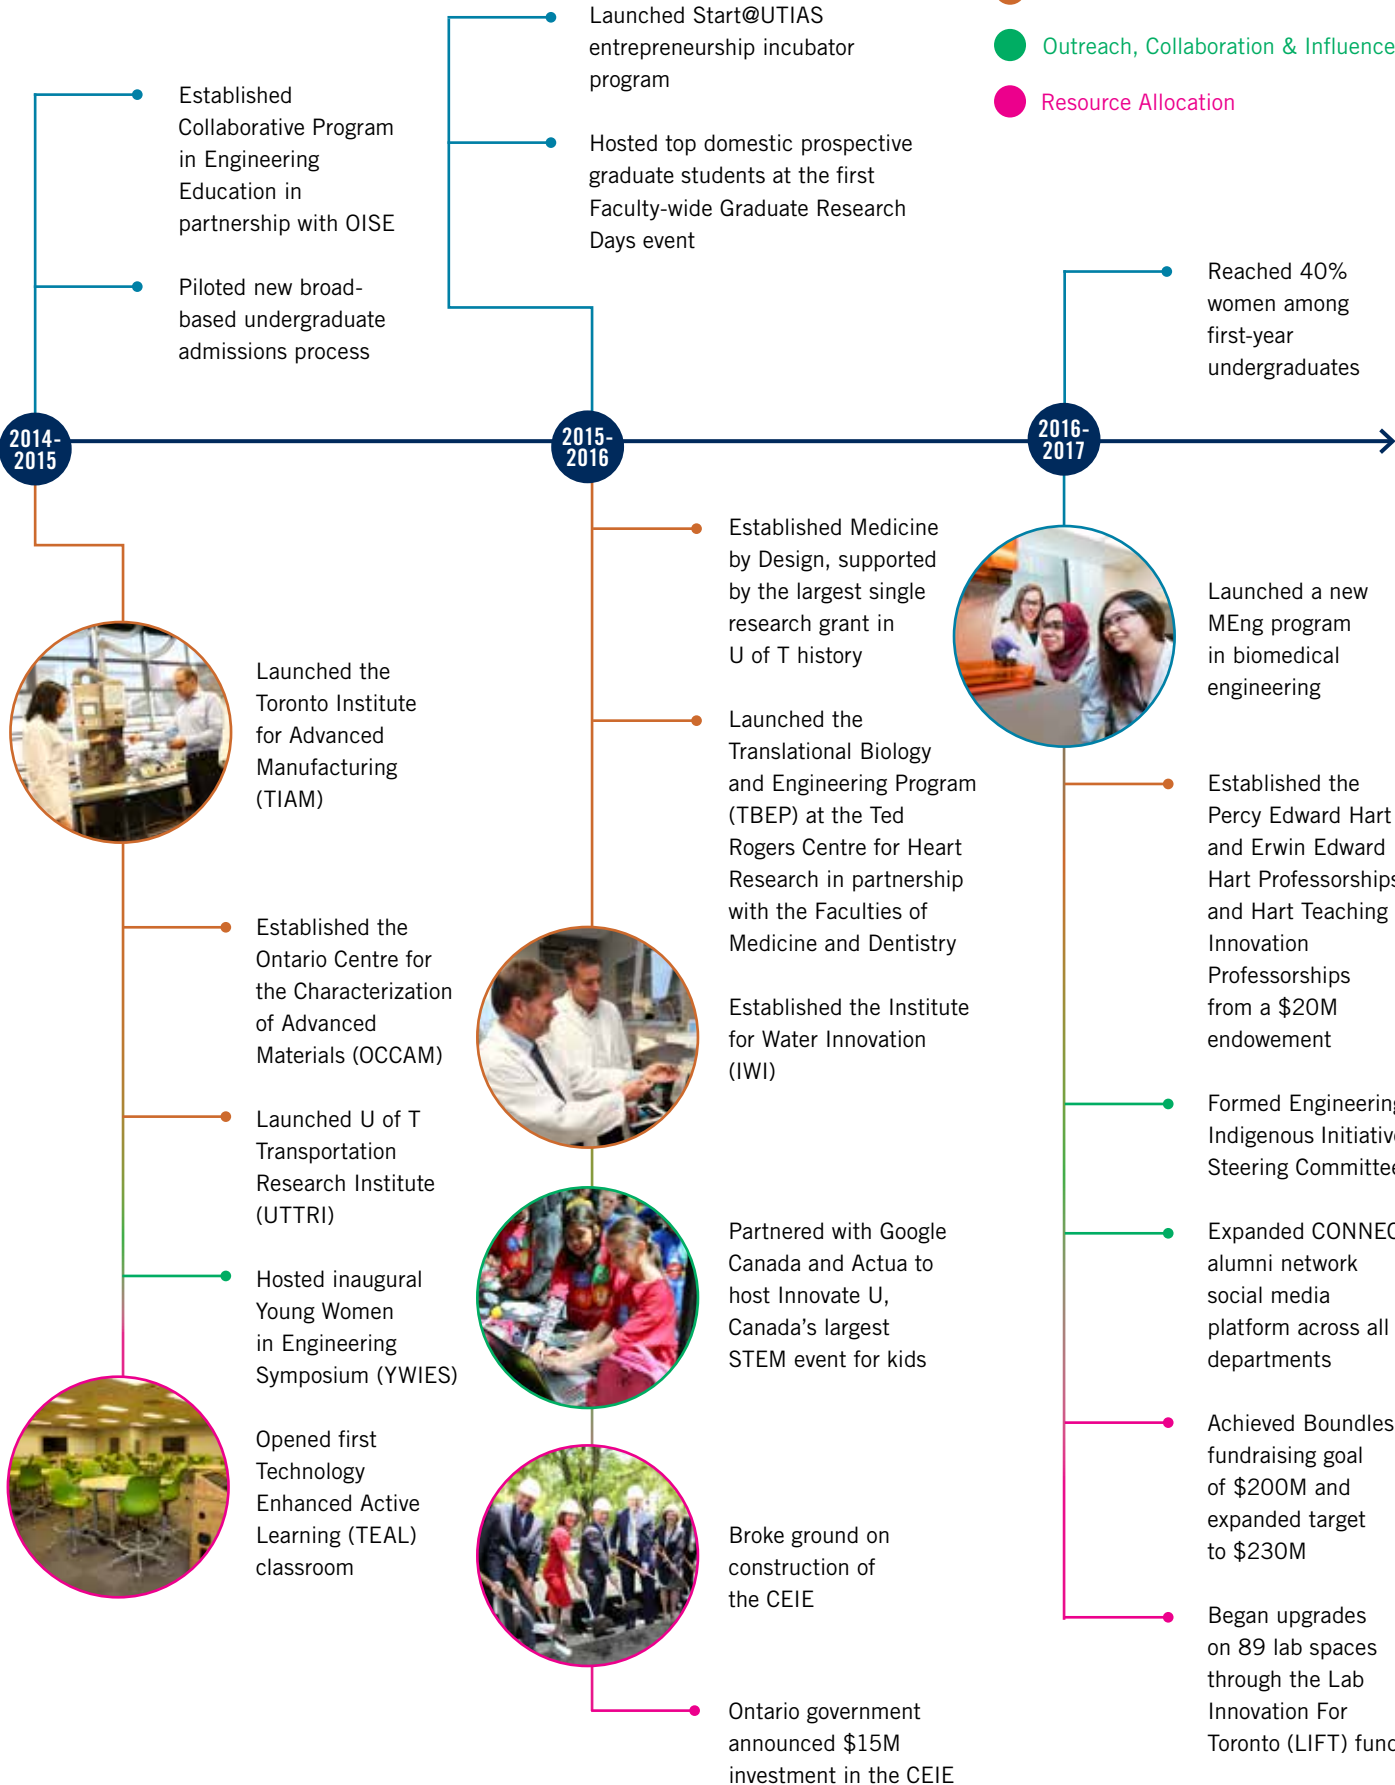 Outreach, Collaboration & Influence
Resource Allocation
Established
Collaborative Program
in Engineering
Education in
partnership with OISE
Piloted new broad-
based undergraduate
admissions process
Launched Start@UTIAS
entrepreneurship incubator
program
Hosted top domestic prospective
graduate students at the first
Faculty-wide Graduate Research
Days event
Reached 40%
women among
first-year
undergraduates
2014-
2015
2015-
2016
2016-
2017
Launched the
Toronto Institute
for Advanced
Manufacturing
(TIAM)
Established the
Ontario Centre for
the Characterization
of Advanced
Materials (OCCAM)
Launched U of T
Transportation
Research Institute
(UTTRI)
Hosted inaugural
Young Women
in Engineering
Symposium (YWIES)
Opened first
Technology
Enhanced Active
Learning (TEAL)
classroom
Established Medicine
by Design, supported
by the largest single
research grant in
U of T history
Launched the
Translational Biology
and Engineering Program
(TBEP) at the Ted
Rogers Centre for Heart
Research in partnership
with the Faculties of
Medicine and Dentistry
Established the Institute
for Water Innovation
(IWI)
Partnered with Google
Canada and Actua to
host Innovate U,
Canada’s largest
STEM event for kids
Broke ground on
construction of
the CEIE
Ontario government
announced $15M
investment in the CEIE
Launched a new
MEng program
in biomedical
engineering
Established the
Percy Edward Hart
and Erwin Edward
Hart Professorships
and Hart Teaching
Innovation
Professorships
from a $20M
endowement
Formed Engineering
Indigenous Initiative
Steering Committee
Expanded CONNEC
alumni network
social media
platform across all
departments
Achieved Boundles
fundraising goal
of $200M and
expanded target
to $230M
Began upgrades
on 89 lab spaces
through the Lab
Innovation For
Toronto (LIFT) fund